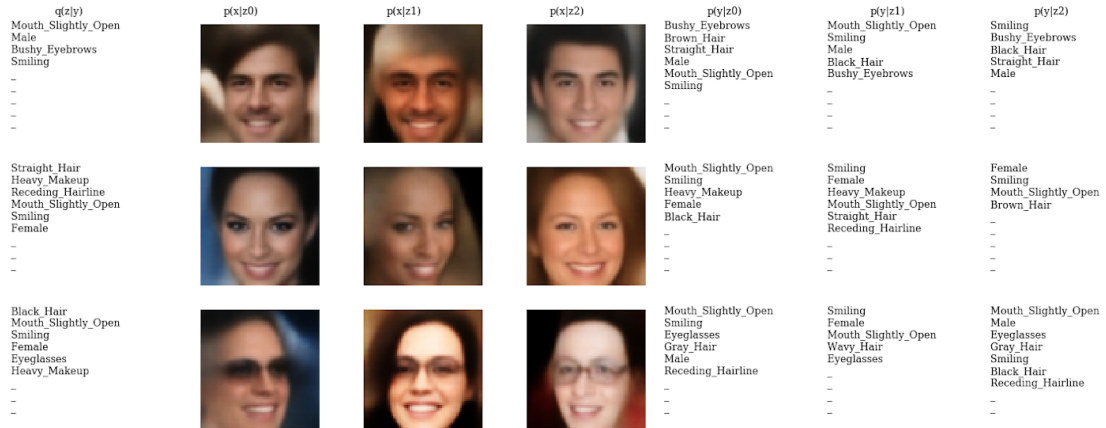 q(z|y) p(x|z0) p(x|z1) p(x|z2) p(y|z0) p(y|z1) p(y|z2)
Mouth_Slightly_Open
Male
Bushy_Eyebrows
Smiling
_
_
_
_
_
Bushy_Eyebrows
Brown_Hair
Straight_Hair
Male
Mouth_Slightly_Open
Smiling
_
_
_
Mouth_Slightly_Open
Smiling
Male
Black_Hair
Bushy_Eyebrows
_
_
_
_
Smiling
Bushy_Eyebrows
Black_Hair
Straight_Hair
Male
_
_
_
_
Straight_Hair
Heavy_Makeup
Receding_Hairline
Mouth_Slightly_Open
Smiling
Female
_
_
_
Mouth_Slightly_Open
Smiling
Heavy_Makeup
Female
Black_Hair
_
_
_
_
Smiling
Female
Heavy_Makeup
Mouth_Slightly_Open
Straight_Hair
Receding_Hairline
_
_
_
Female
Smiling
Mouth_Slightly_Open
Brown_Hair
_
_
_
_
_
Black_Hair
Mouth_Slightly_Open
Smiling
Female
Eyeglasses
Heavy_Makeup
_
_
_
Mouth_Slightly_Open
Smiling
Eyeglasses
Gray_Hair
Male
Receding_Hairline
_
_
_
Smiling
Female
Mouth_Slightly_Open
Wavy_Hair
Eyeglasses
_
_
_
_
Mouth_Slightly_Open
Male
Eyeglasses
Gray_Hair
Smiling
Black_Hair
Receding_Hairline
_
_